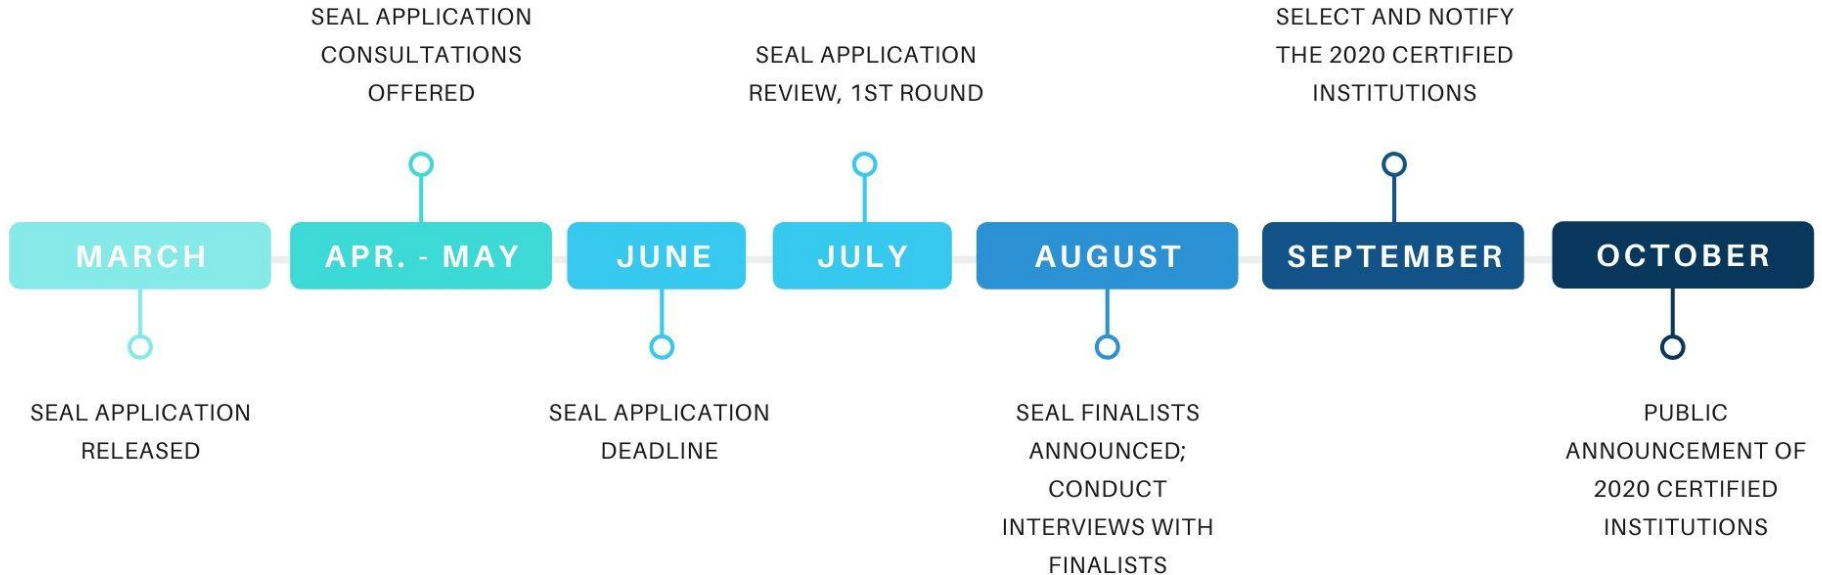 SEAL APPLICATION
CONSULTATIONS
OFFERED
SEAL APPLICATION
REVIEW, 1ST ROUND
SELECT AND NOTIFY
THE 2020 CERTIFIED
INSTITUTIONS
MARCH
APR. - MAY
JUNE
JULY
AUGUST
SEPTEMBER
OCTOBER
SEAL APPLICATION
RELEASED
SEAL APPLICATION
DEADLINE
SEAL FINALISTS
ANNOUNCED;
CONDUCT
INTERVIEWS WITH
FINALISTS
PUBLIC
ANNOUNCEMENT OF
2020 CERTIFIED
INSTITUTIONS